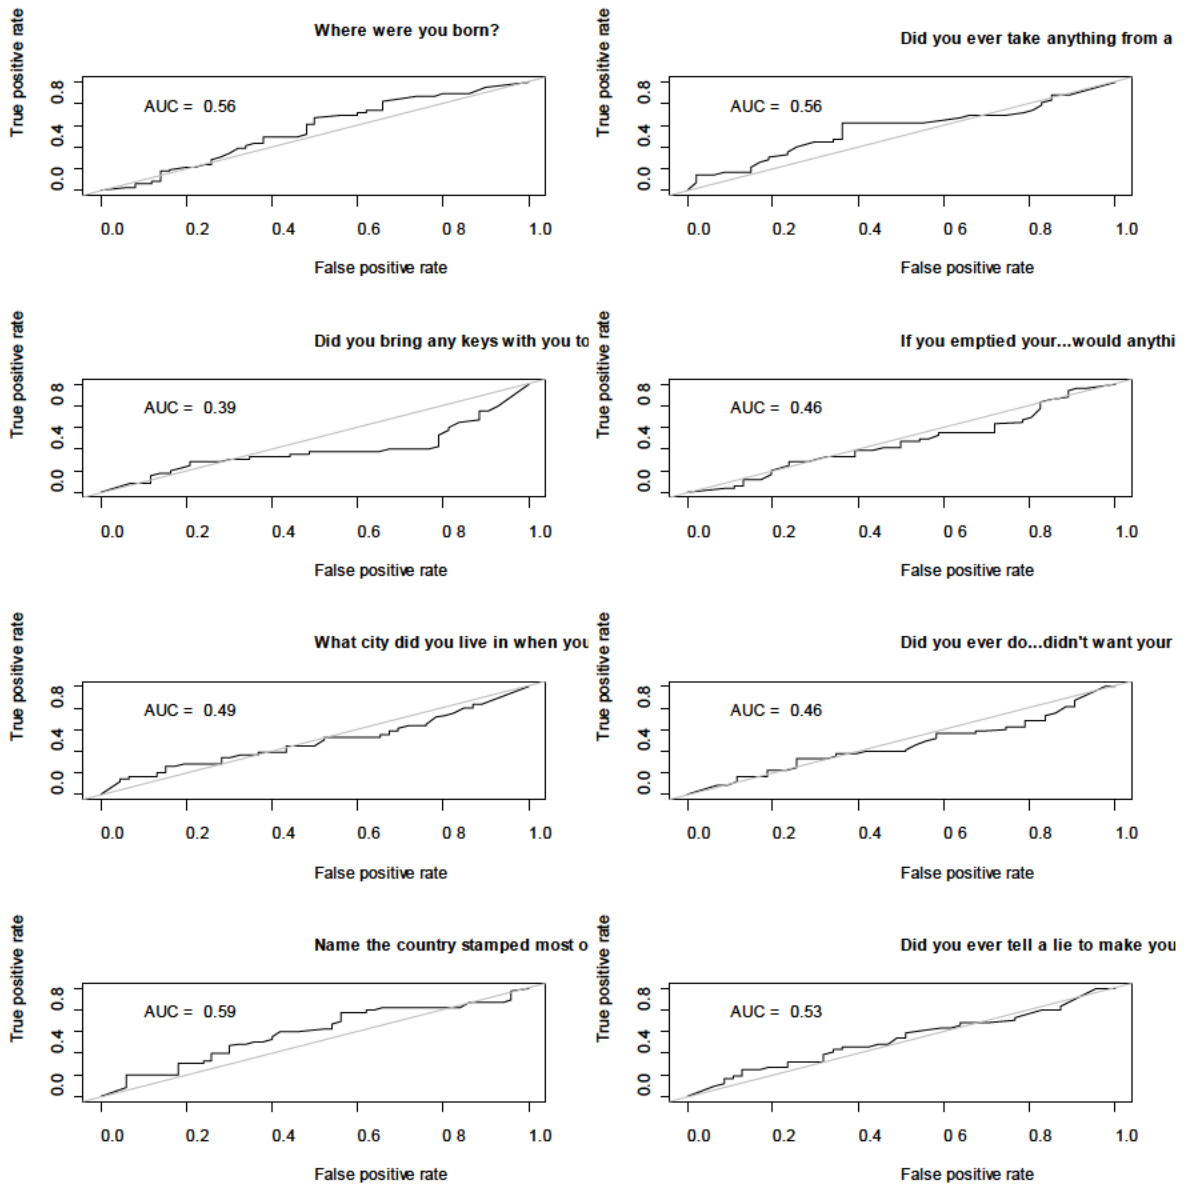 Where were you born?
True positive rate
0.0 0.4 0.8
AUC = 0.56
0.0 0.2 0.4 0.6 0 8 1.0
False positive rate
Did you ever take anything from a
True positive rate
0.0 0.4 0.8
AUC = 0.56
0.0 0.2 0.4 0 6 0.8 1.0
False positive rate
Did you bring any keys with you to
True positive rate
0.0 0.4 0.8
AUC = 0.39
0.0 0.2 0.4 0.6 0 8 1.0
False positive rate
If you emptied your...would anythi
True positive rate
0.0 0.4 0.8
AUC = 0.46
0.0 0.2 0.4 0 6 0.8 1.0
False positive rate
What city did you live in when you
True positive rate
0.0 0.4 0.8
AUC = 0.49
0.0 0.2 0.4 0.6 0 8 1.0
False positive rate
Did you ever do...didn't want your
True positive rate
0.0 0.4 0.8
AUC = 0.46
0.0 0.2 0.4 0 6 0.8 1.0
False positive rate
Name the country stamped most o
True positive rate
0.0 0.4 0.8
AUC = 0.59
0.0 0.2 0.4 0.6 0 8 1.0
False positive rate
Did you ever tell a lie to make you
True positive rate
0.0 0.4 0.8
AUC = 0.53
0.0 0.2 0.4 0 6 0.8 1.0
False positive rate